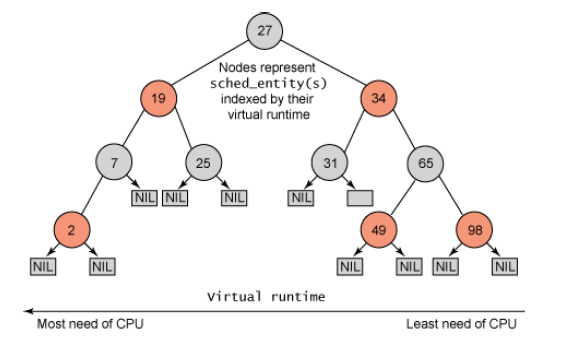 27
Nodes represent
sched_entity(s)
indexed by their
virtual runtime
19
34
7
25
31
65
NIL
NIL
NIL
NIL
2
49
98
NIL
NIL
NIL
NIL
NIL
NIL
Virtual runtime
Most need of CPU
Least need of CPU